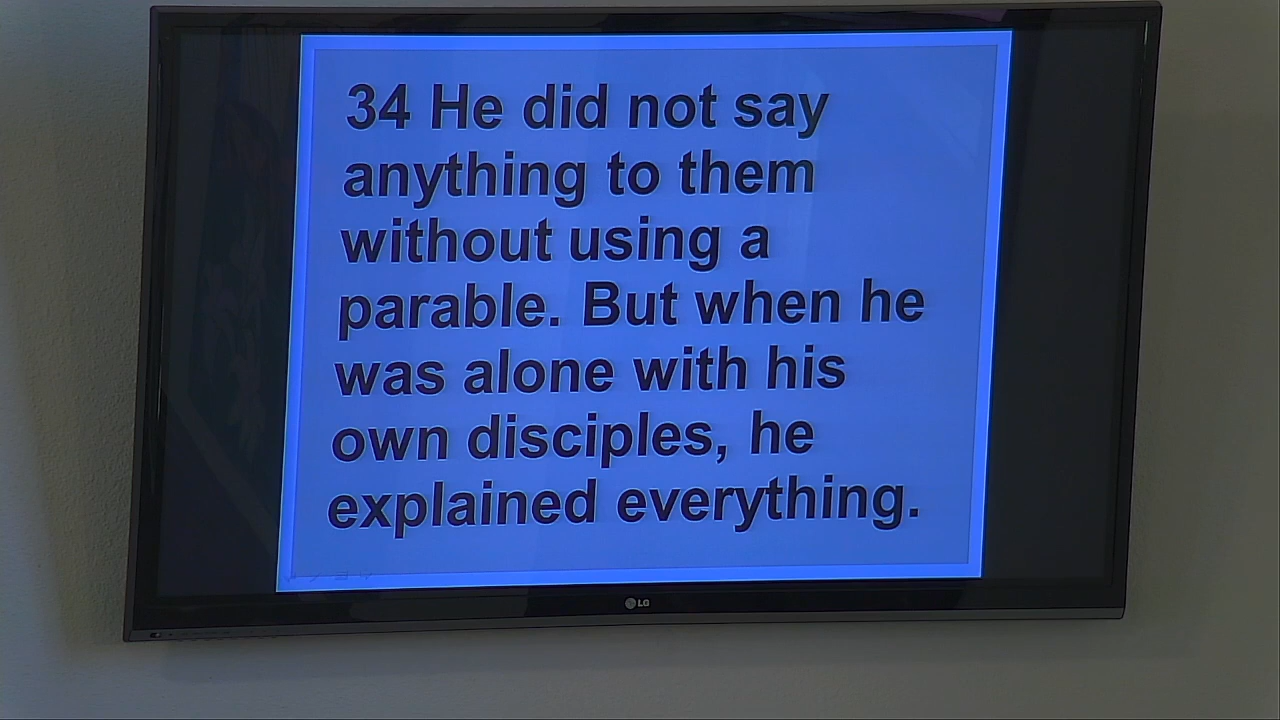 34 He did not say
anything to them
without using a
parable. But when he
was alone with his
own disciples, he
explained everything.
LG